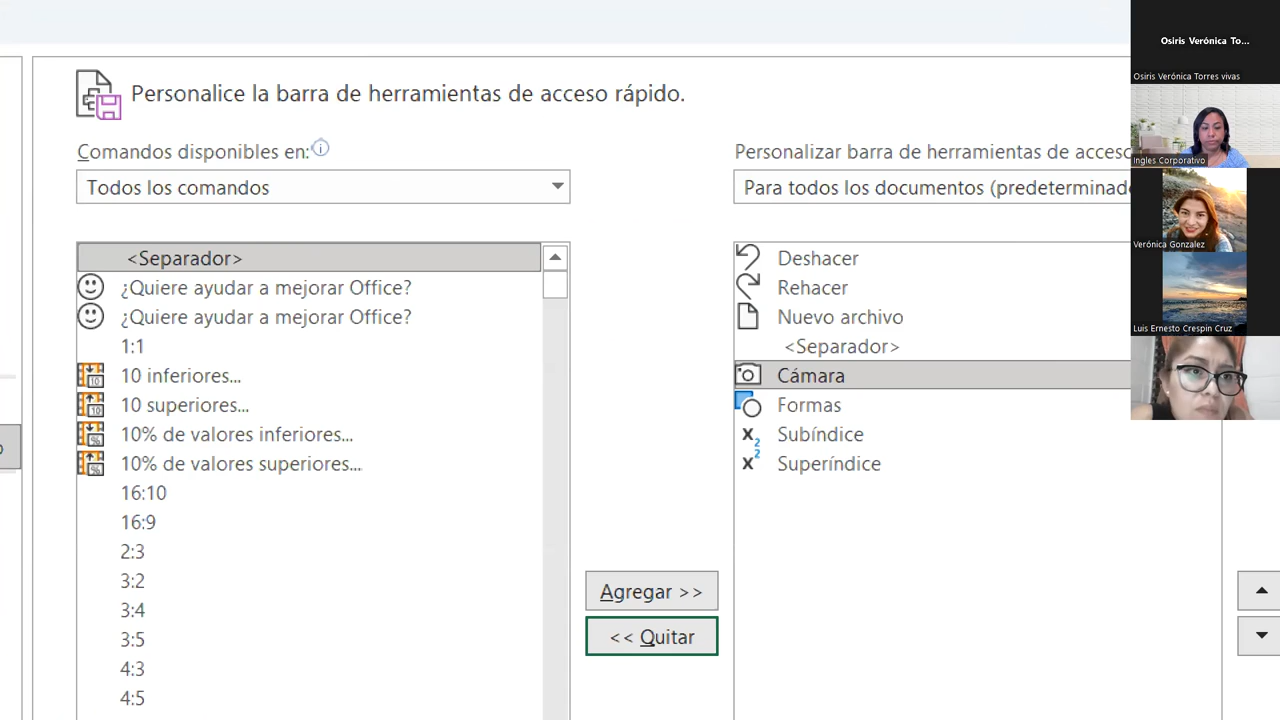 Personalice la barra de herramientas de acceso rápido.
Comandos disponibles en:
Todos los comandos
<Separador>
¿Quiere ayudar a mejorar Office?
¿Quiere ayudar a mejorar Office?
1:1
10 inferiores...
10 superiores...
10% de valores inferiores...
10% de valores superiores...
16:10
16:9
2:3
3:2
3:4
3:5
4:3
4:5
Agregar >>
<< Quitar
Personalizar barra de herramientas de acceso
Para todos los documentos (predeterminado
Deshacer
Rehacer
Nuevo archivo
<Separador>
Cámara
Formas
Subíndice
Superíndice
Osiris Verónica To...
Osiris Verónica Torres vivas
Ingles Corporativo
Verónica Gonzalez
Luis Ernesto Crespin Cruz